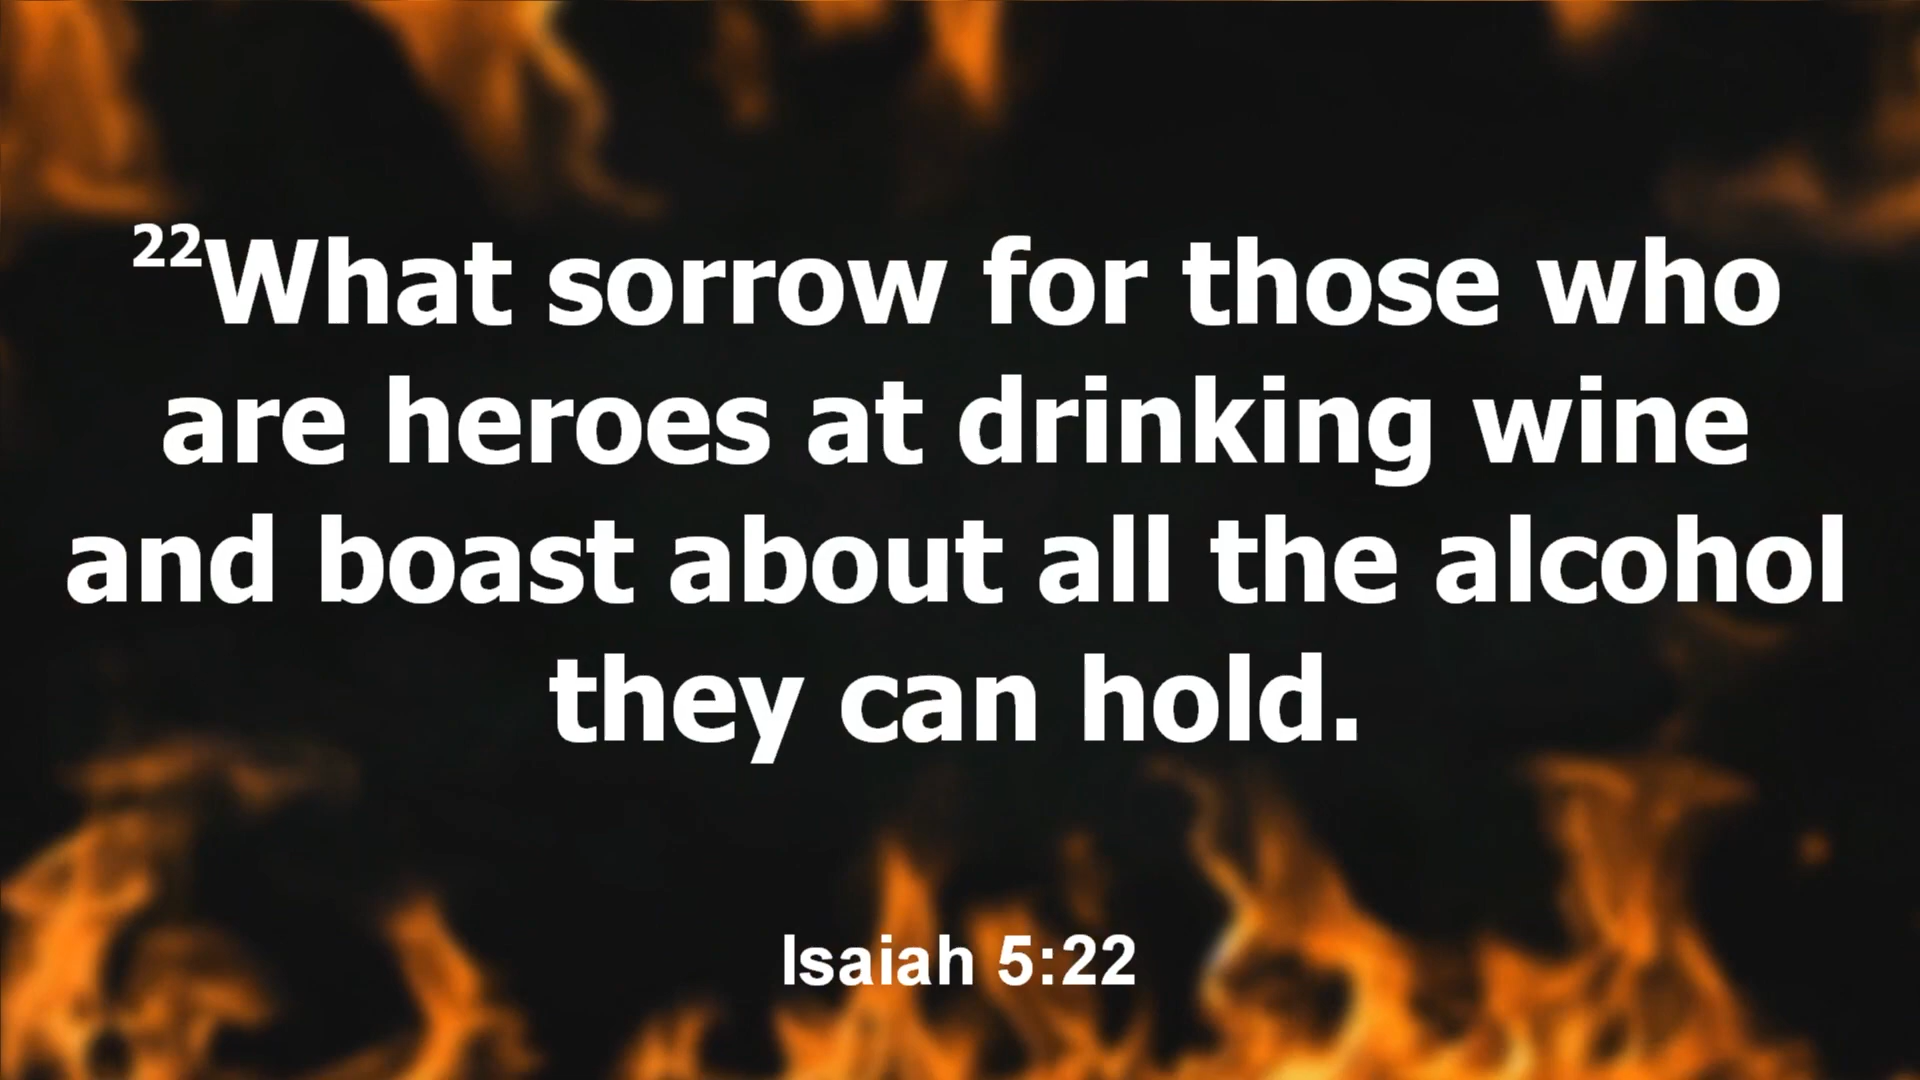 22What sorrow for those who
are heroes at drinking wine
and boast about all the alcohol
they can hold.
Isaiah 5:22